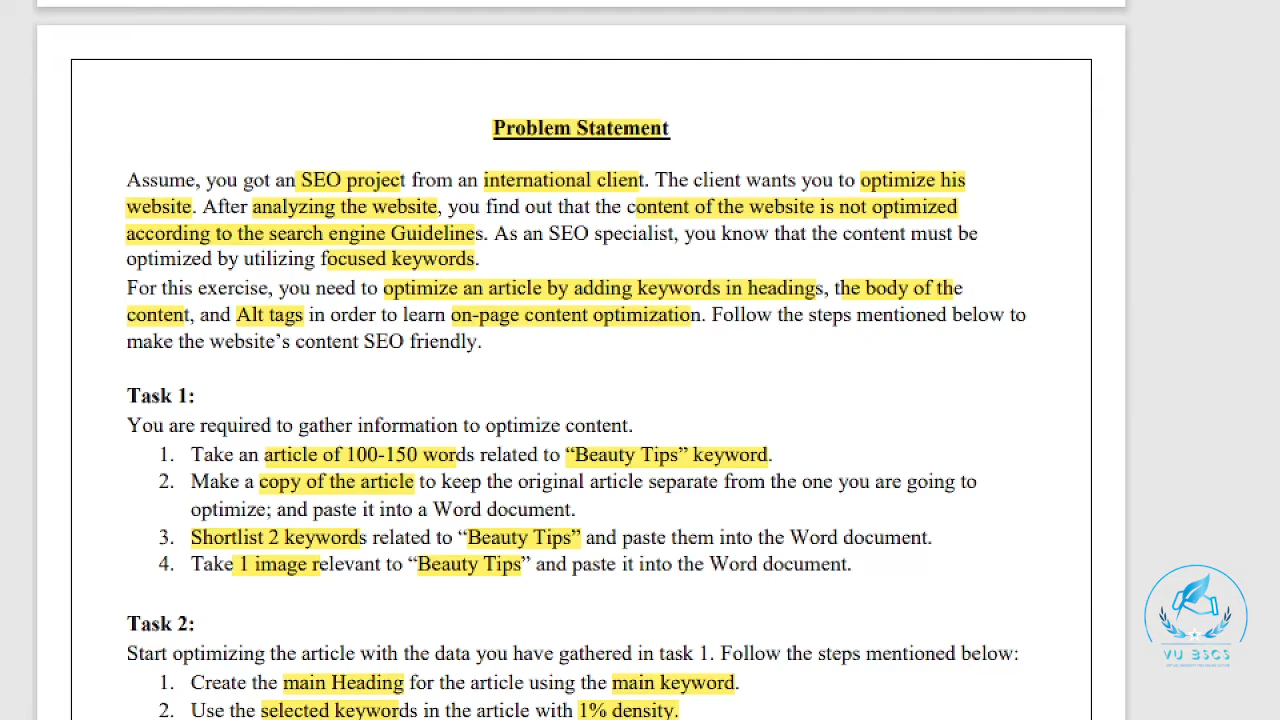 Problem Statement
Assume, you got an SEO project from an international client. The client wants you to optimize his
website. After analyzing the website, you find out that the content of the website is not optimized
according to the search engine Guidelines. As an SEO specialist, you know that the content must be
optimized by utilizing focused keywords.
For this exercise, you need to optimize an article by adding keywords in headings, the body of the
content, and Alt tags in order to learn on-page content optimization. Follow the steps mentioned below to
make the website’s content SEO friendly.
Task 1:
You are required to gather information to optimize content.
1. Take an article of 100-150 words related to “Beauty Tips” keyword.
2. Make a copy of the article to keep the original article separate from the one you are going to
optimize; and paste it into a Word document.
3. Shortlist 2 keywords related to “Beauty Tips” and paste them into the Word document.
4. Take 1 image relevant to “Beauty Tips” and paste it into the Word document.
Task 2:
Start optimizing the article with the data you have gathered in task 1. Follow the steps mentioned below:
1. Create the main Heading for the article using the main keyword.
2. Use the selected keywords in the article with 1% density.
VU BSCS